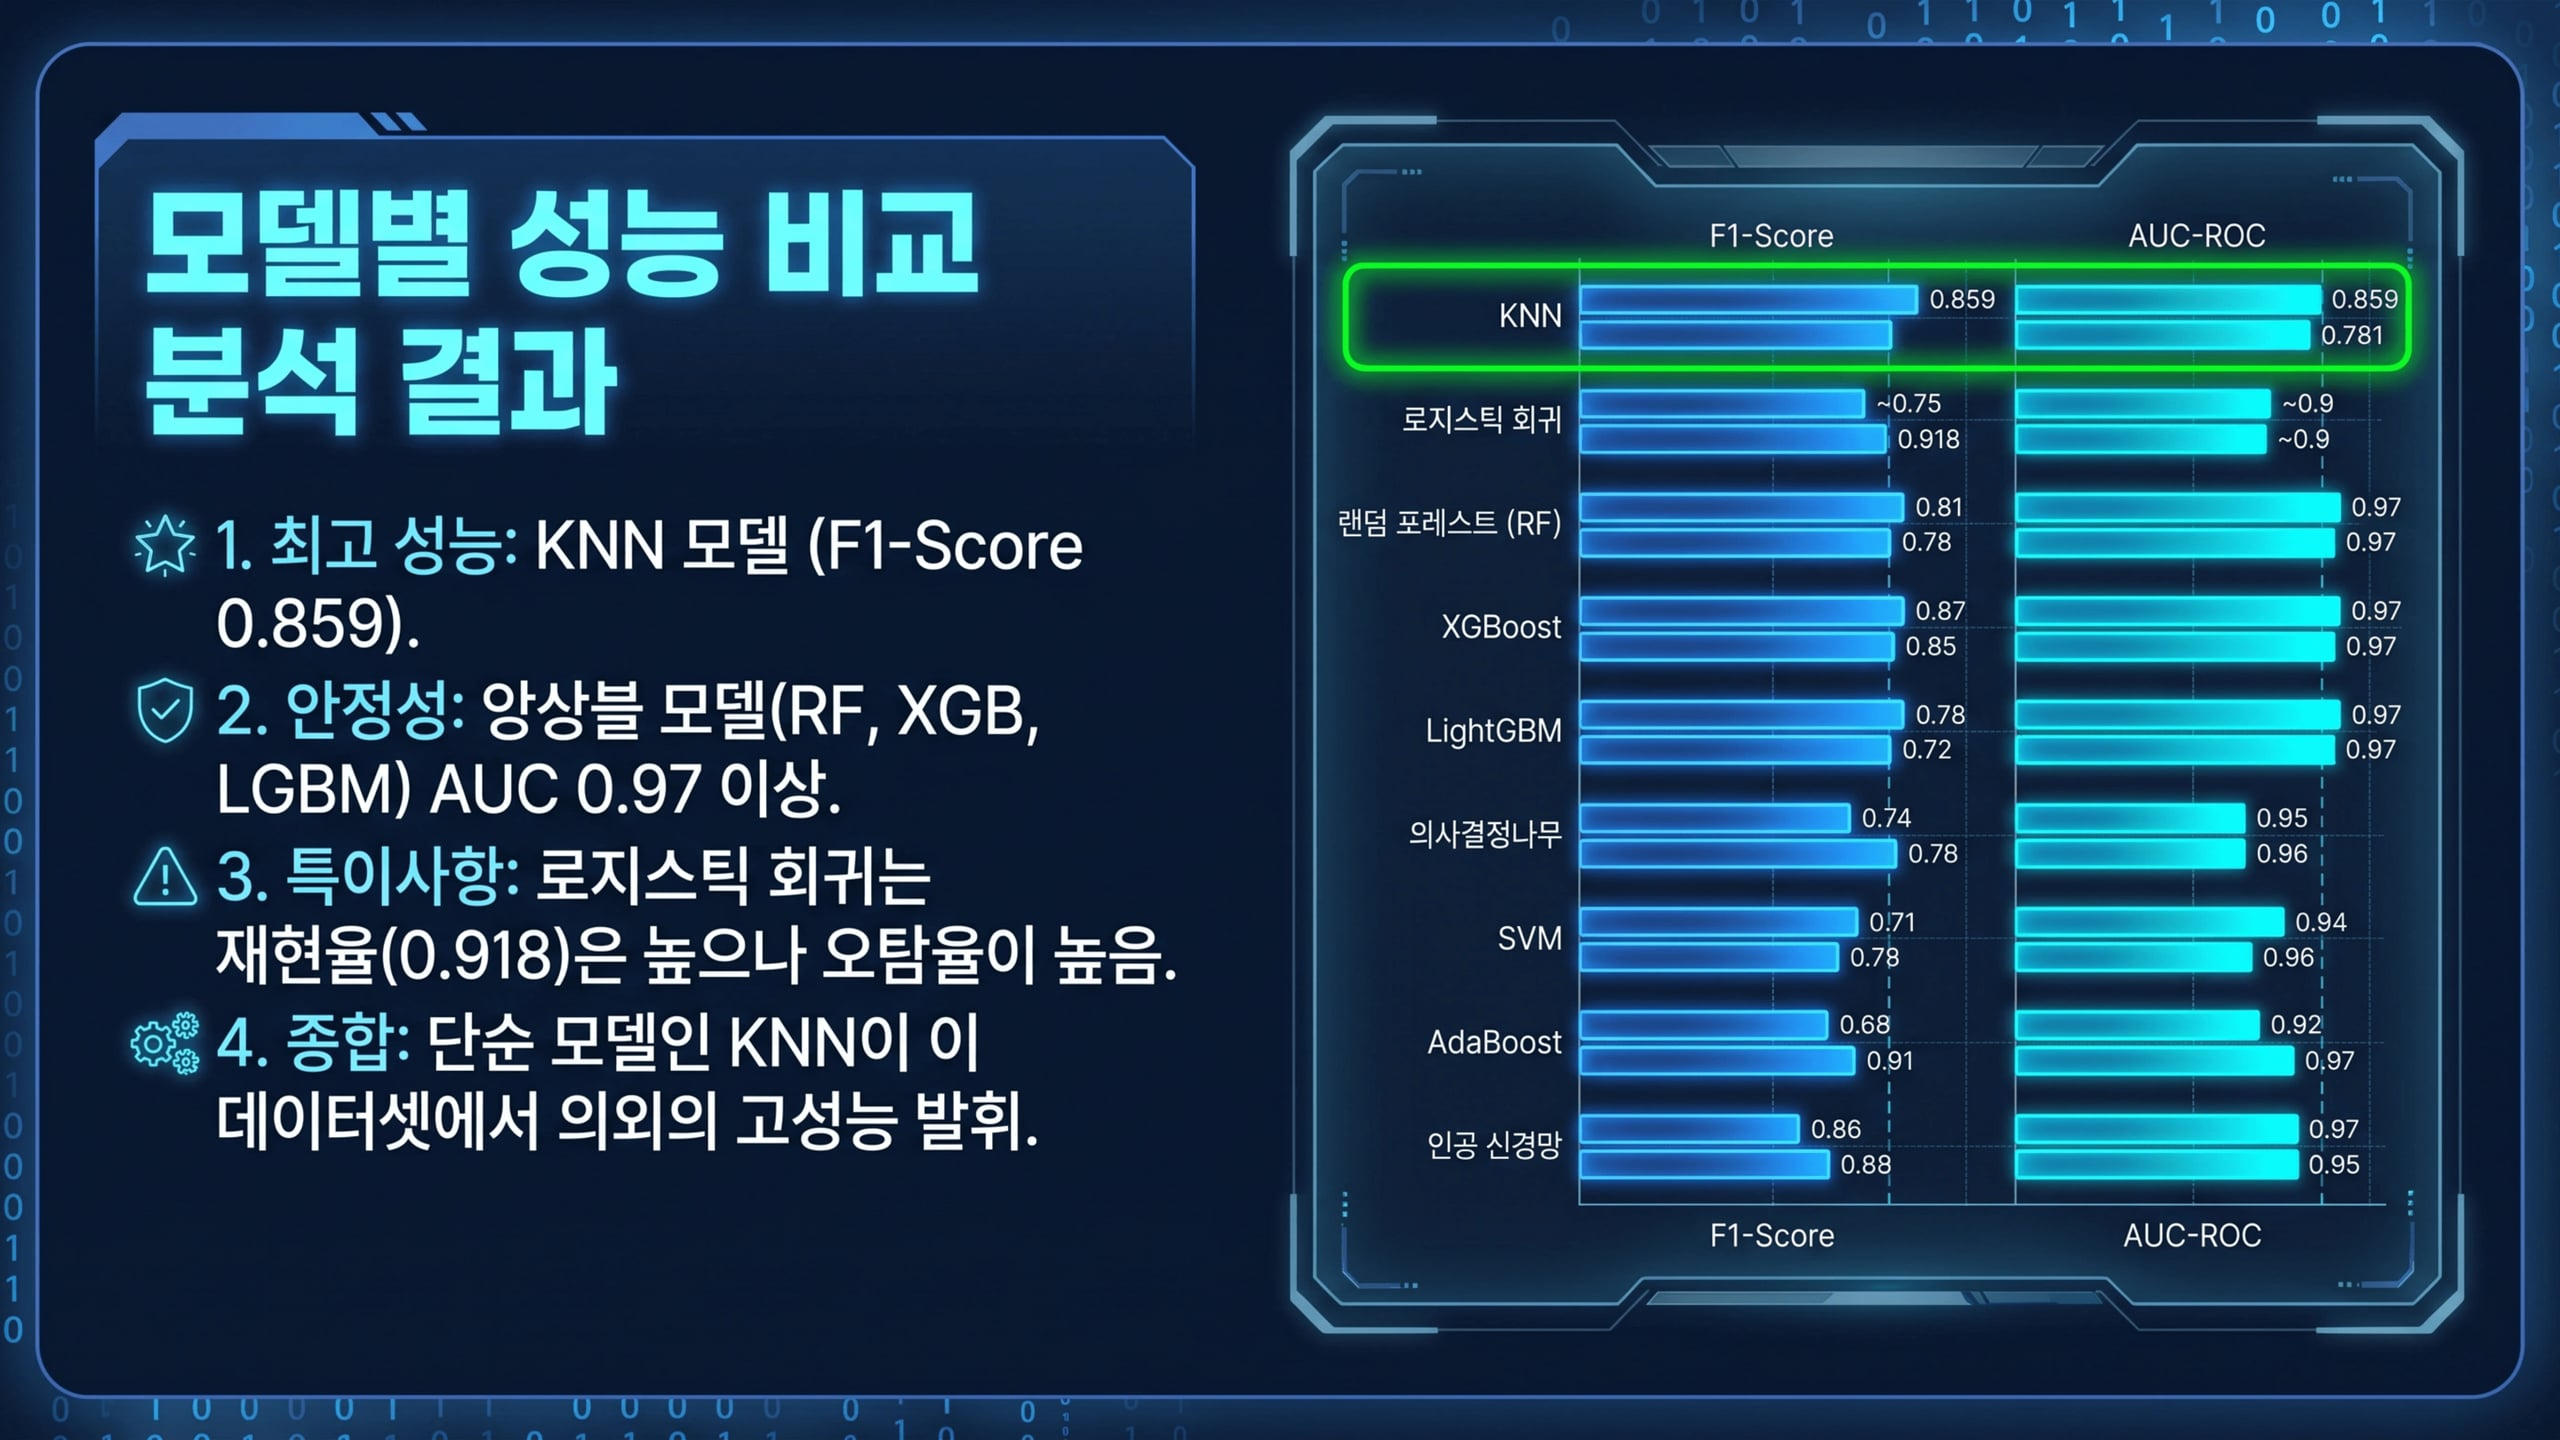 모델별 성능 비교
분석 결과
1. 최고 성능: KNN 모델 (F1-Score
0.859).
2. 안정성: 앙상블 모델(RF, XGB,
LGBM) AUC 0.97 이상.
3. 특이사항: 로지스틱 회귀는
재현율(0.918)은 높으나 오탐율이 높음.
4. 종합: 단순 모델인 KNN이 이
데이터셋에서 의외의 고성능 발휘.
F1-Score AUC-ROC
KNN 0.859 0.859
0.781
로지스틱 회귀 ~0.75 ~0.9
0.918 ~0.9
랜덤 포레스트 (RF) 0.81 0.97
0.78 0.97
XGBoost 0.87 0.97
0.85 0.97
LightGBM 0.78 0.97
0.72 0.97
의사결정나무 0.74 0.95
0.78 0.96
SVM 0.71 0.94
0.78 0.96
AdaBoost 0.68 0.92
0.91 0.97
인공 신경망 0.86 0.97
0.88 0.95
F1-Score AUC-ROC